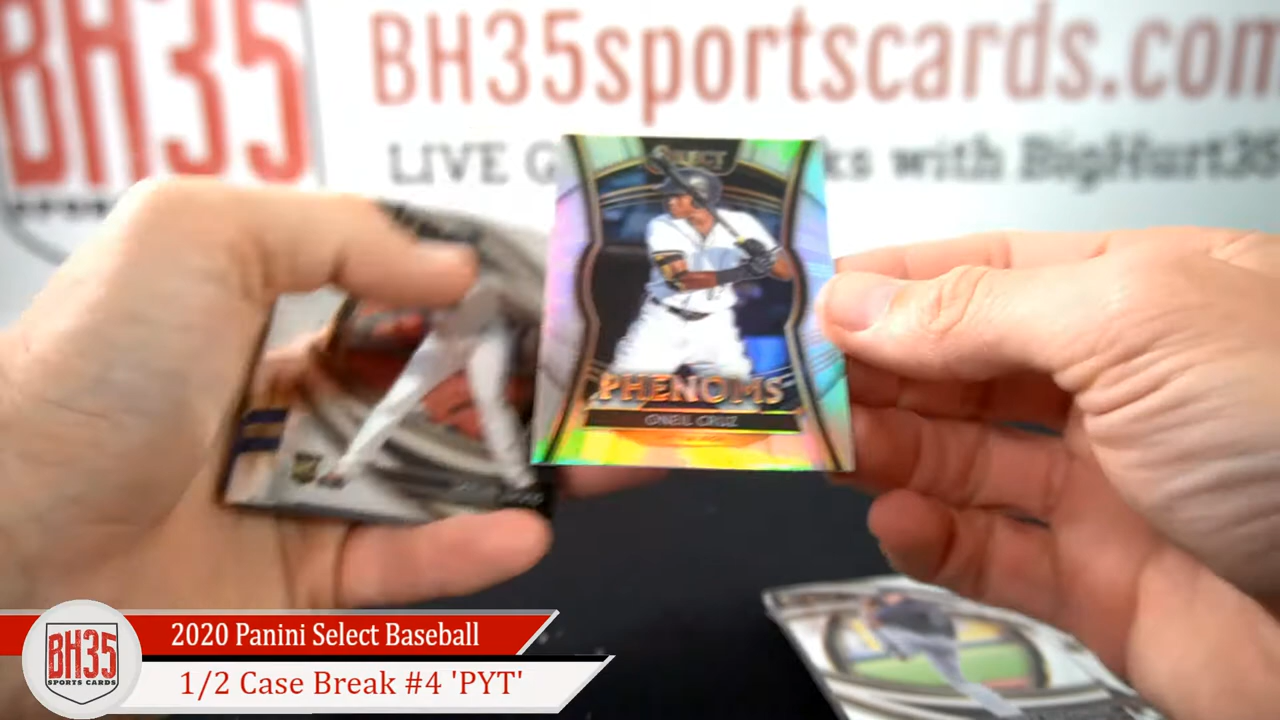 BH35
BH35sportscards.com
LIVE G ks with BigHurt35
SELECT
PHENOMS
ONEIL CRUZ
BH35
SPORTS CARDS
2020 Panini Select Baseball
1/2 Case Break #4 'PYT'